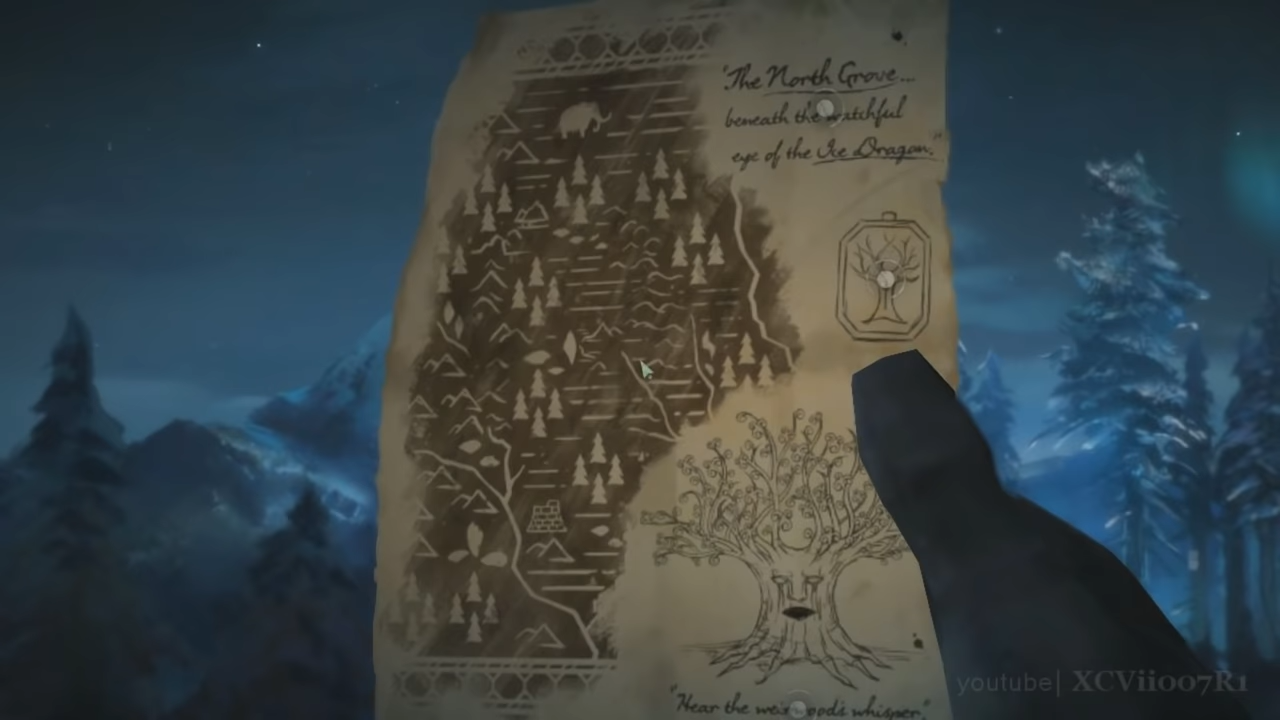 "The North Grove...
beneath the watchful
eye of the Ice Dragon."
"Hear the weirwoods whisper."
youtube| XCVii007R1